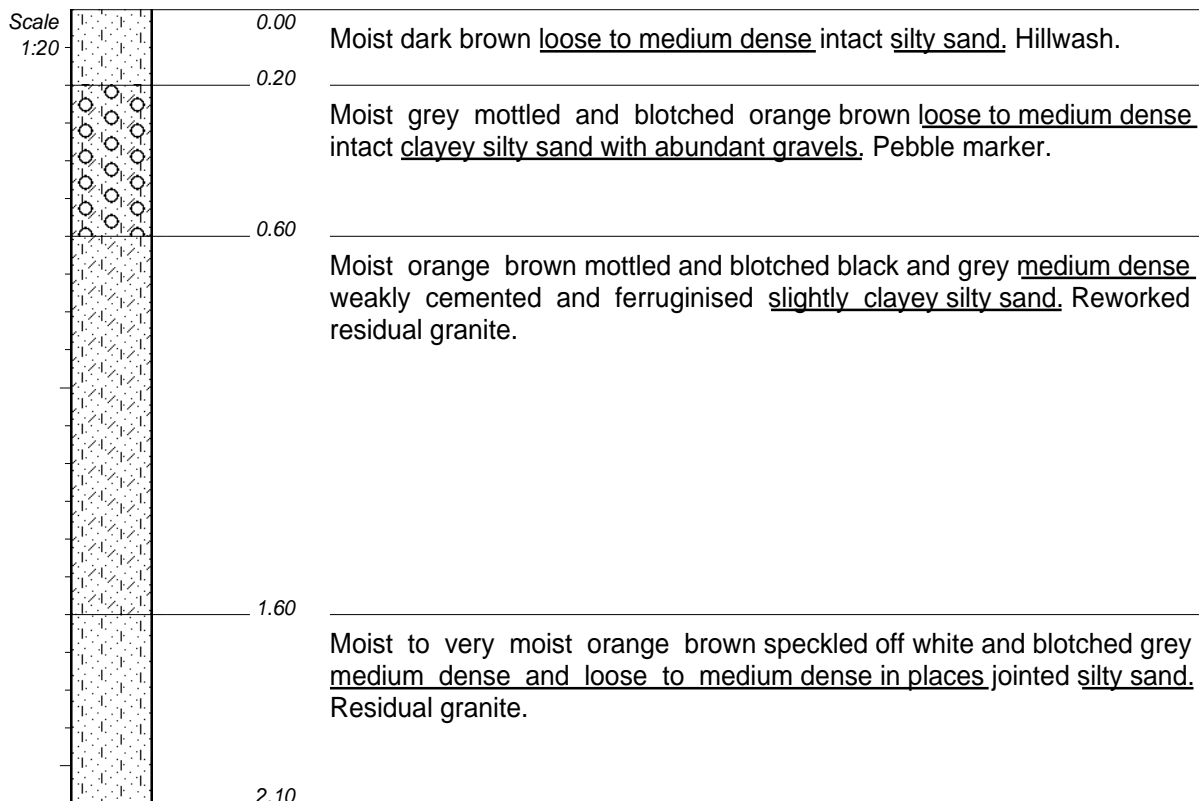 Scale
1:20
0.00
Moist dark brown loose to medium dense intact silty sand. Hillwash.
0.20
Moist grey mottled and blotched orange brown loose to medium dense
intact clayey silty sand with abundant gravels. Pebble marker.
0.60
Moist orange brown mottled and blotched black and grey medium dense
weakly cemented and ferruginised slightly clayey silty sand. Reworked
residual granite.
1.60
Moist to very moist orange brown speckled off white and blotched grey
medium dense and loose to medium dense in places jointed silty sand.
Residual granite.
2.10